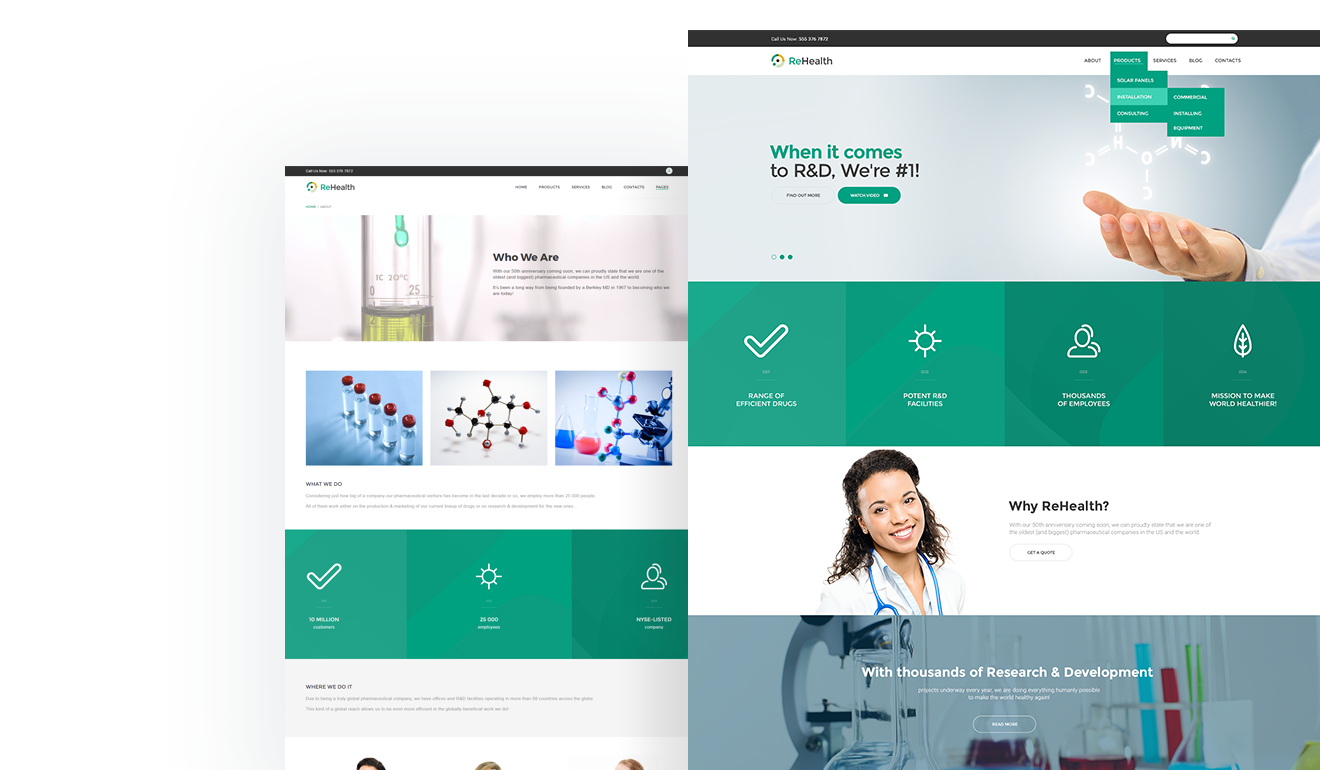 Call Us Now: 555 376 7872
ReHealth
HOME PRODUCTS SERVICES BLOG CONTACTS PAGES
HOME > ABOUT
1C 20°C
0 25
Who We Are
With our 50th anniversary coming soon, we can proudly state that we are one of the
oldest (and biggest) pharmaceutical companies in the US and the world.
It's been a long way from being founded by a Berkley MD in 1967 to becoming who we
are today!
WHAT WE DO
Considering just how big of a company our pharmaceutical venture has become in the last decade or so, we employ more than 25 000 people.
All of them work either on the production & marketing of our current lineup of drugs or on research & development for the new ones.
10 MILLION
customers
25 000
employees
NYSE-LISTED
company
WHERE WE DO IT
Due to being a truly global pharmaceutical company, we have offices and R&D facilities operating in more than 50 countries across the globe.
This kind of a global reach allows us to be even more efficient in the globally-beneficial work we do!
Call Us Now: 555 376 7872
ReHealth
ABOUT PRODUCTS SERVICES BLOG CONTACTS
SOLAR PANELS
INSTALLATION
CONSULTING
COMMERCIAL
INSTALLING
EQUIPMENT
When it comes
to R&D, We're #1!
FIND OUT MORE WATCH VIDEO
H O N O
001
RANGE OF
EFFICIENT DRUGS
002
POTENT R&D
FACILITIES
003
THOUSANDS
OF EMPLOYEES
004
MISSION TO MAKE
WORLD HEALTHIER!
Why ReHealth?
With our 50th anniversary coming soon, we can proudly state that we are one of
the oldest (and biggest) pharmaceutical companies in the US and the world
GET A QUOTE
With thousands of Research & Development
projects underway every year, we are doing everything humanly possible
to make the world healthy again!
READ MORE